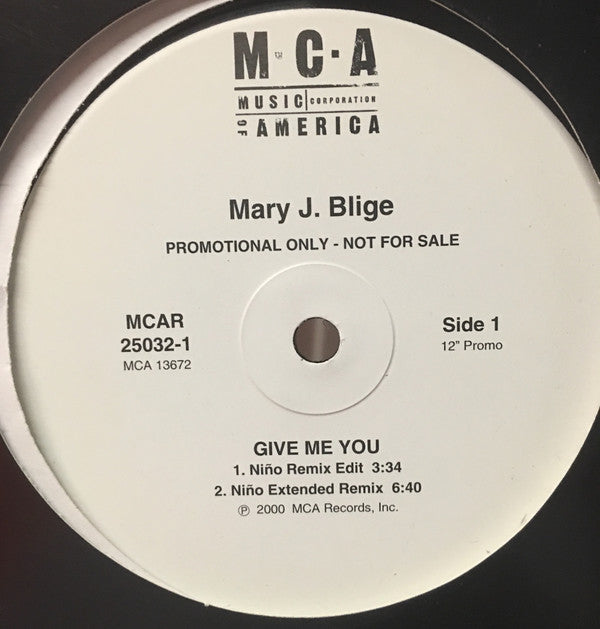 M™C·A
MUSIC CORPORATION
OF AMERICA
Mary J. Blige
PROMOTIONAL ONLY - NOT FOR SALE
MCAR
25032-1
MCA 13672
Side 1
12" Promo
GIVE ME YOU
1. Niño Remix Edit 3:34
2. Niño Extended Remix 6:40
℗ 2000 MCA Records, Inc.